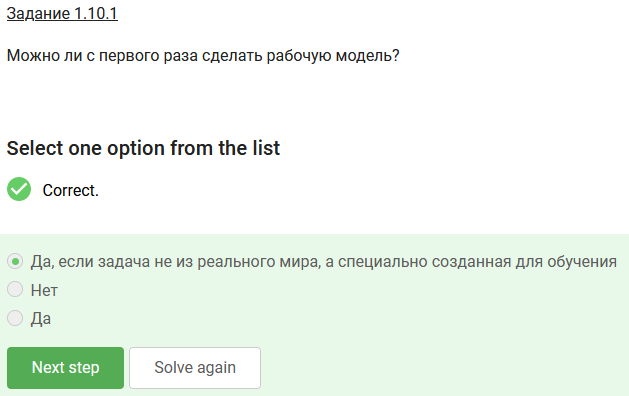 Задание 1.10.1
Можно ли с первого раза сделать рабочую модель?
Select one option from the list
Correct.
Да, если задача не из реального мира, а специально созданная для обучения
Нет
Да
Next step Solve again